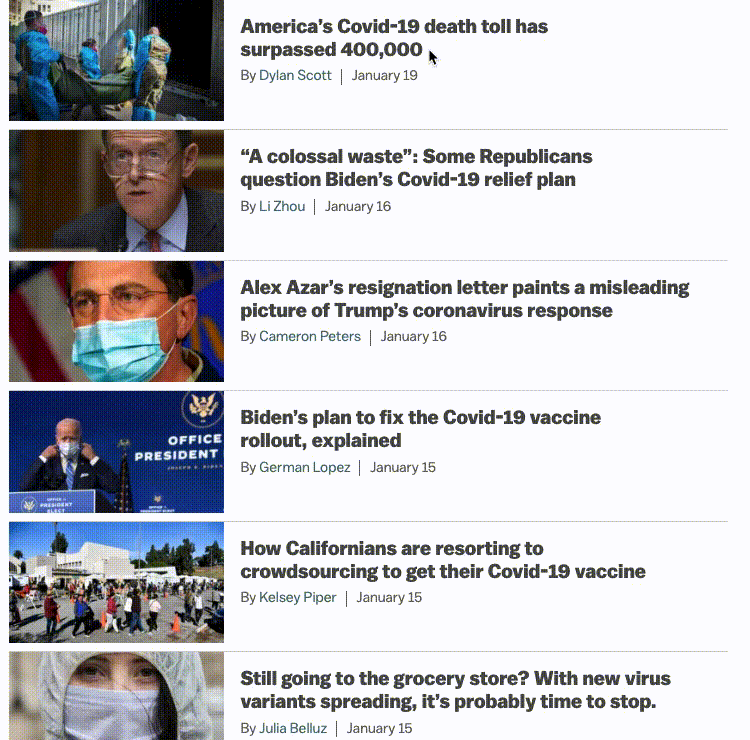 America’s Covid-19 death toll has
surpassed 400,000
By Dylan Scott | January 19
“A colossal waste”: Some Republicans
question Biden’s Covid-19 relief plan
By Li Zhou | January 16
Alex Azar’s resignation letter paints a misleading
picture of Trump’s coronavirus response
By Cameron Peters | January 16
OFFICE
PRESIDENT
OFFICE
PRESIDENT
ELECT
Biden’s plan to fix the Covid-19 vaccine
rollout, explained
By German Lopez | January 15
How Californians are resorting to
crowdsourcing to get their Covid-19 vaccine
By Kelsey Piper | January 15
Still going to the grocery store? With new virus
variants spreading, it’s probably time to stop.
By Julia Belluz | January 15